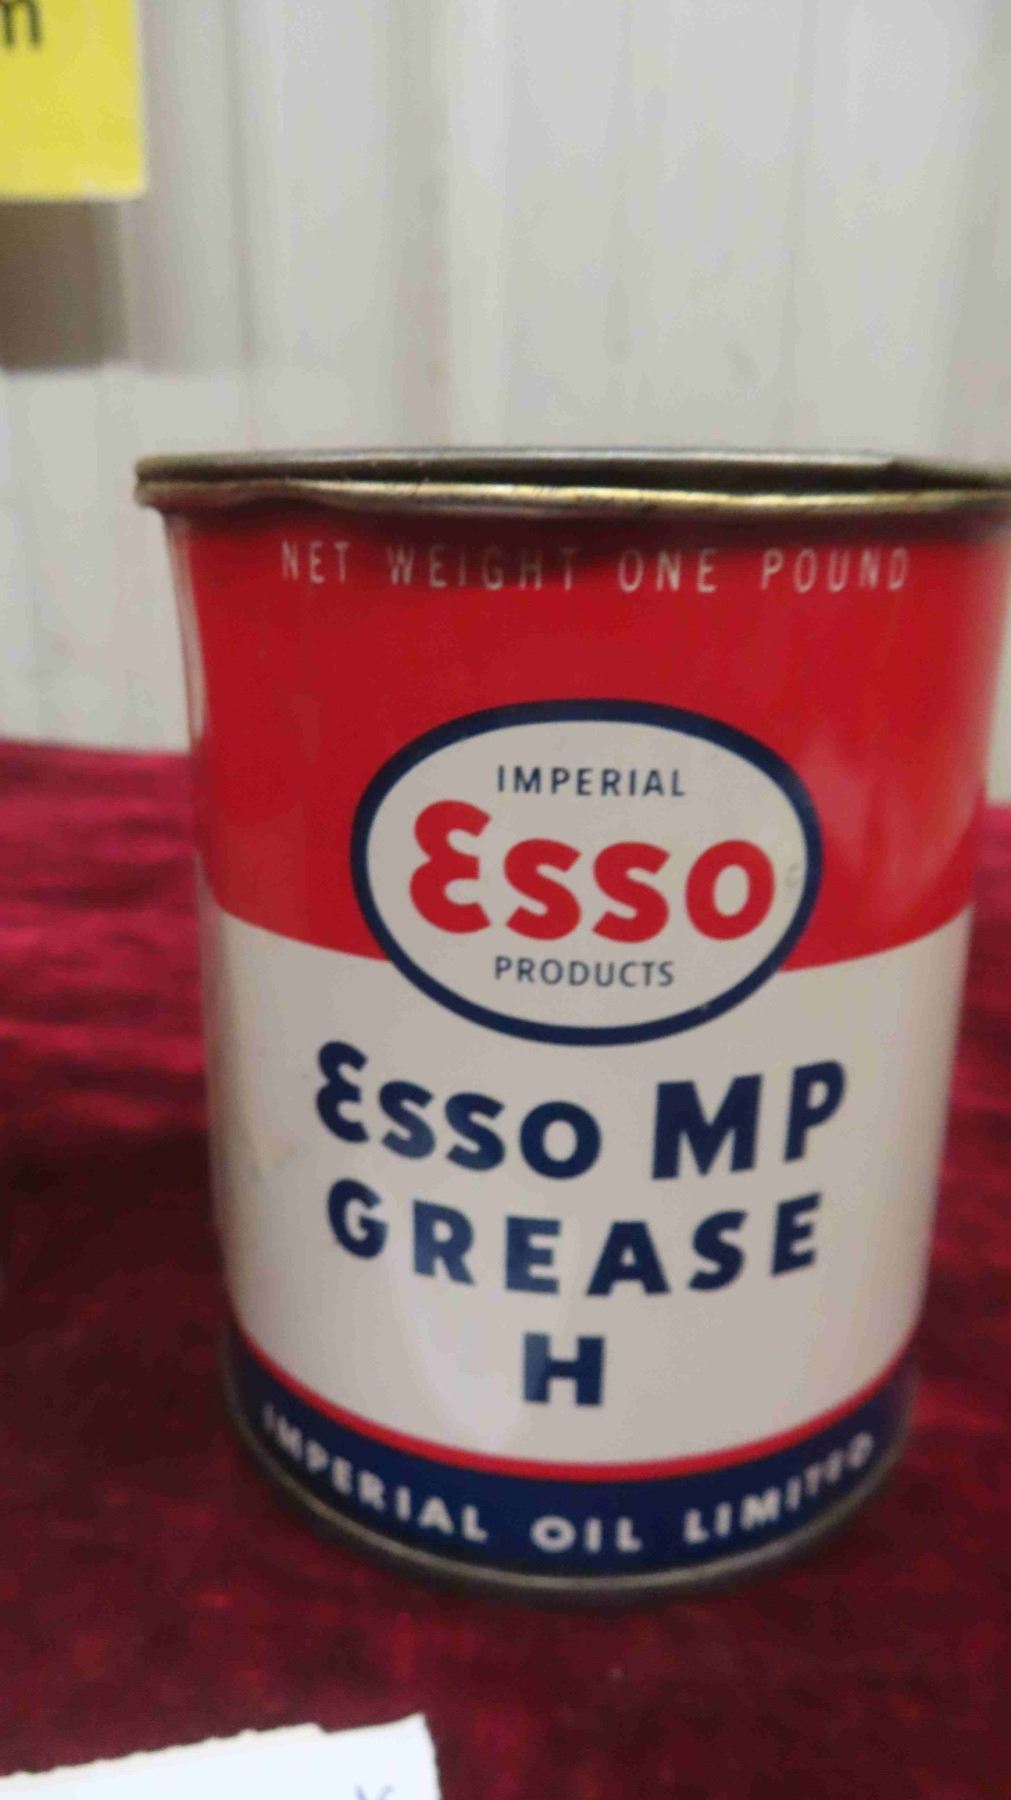 m
NET WEIGHT ONE POUND
IMPERIAL
Esso
PRODUCTS
Esso MP
GREASE
H
IMPERIAL OIL LIMITED